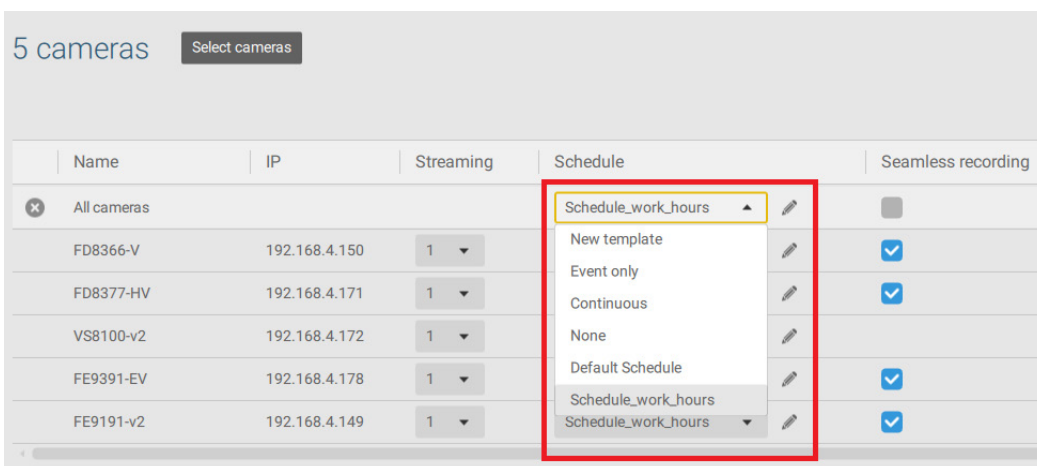 5 cameras Select cameras
Name IP Streaming Schedule Seamless recording
All cameras Schedule_work_hours
FD8366-V 192.168.4.150 1 New template
Event only
FD8377-HV 192.168.4.171 1 Continuous
VS8100-v2 192.168.4.172 1 None
FE9391-EV 192.168.4.178 1 Default Schedule
Schedule_work_hours
FE9191-v2 192.168.4.149 1 Schedule_work_hours